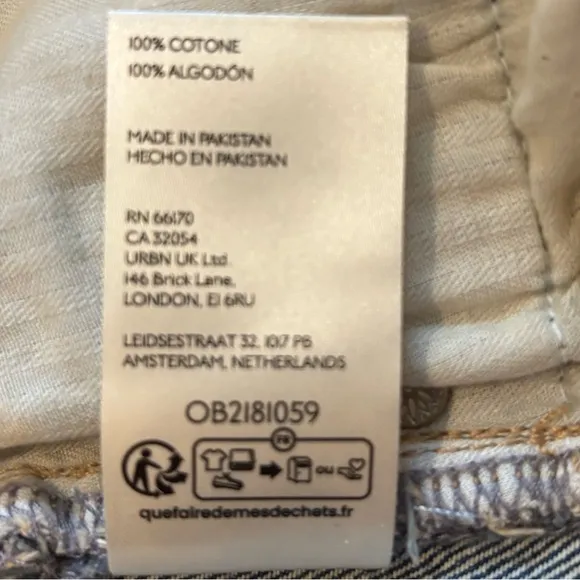 100% COTONE
100% ALGODÓN
MADE IN PAKISTAN
HECHO EN PAKISTAN
RN 66170
CA 32054
URBN UK Ltd.
146 Brick Lane,
LONDON, E1 6RU
LEIDSESTRAAT 32, 1017 PB
AMSTERDAM, NETHERLANDS
OB2181059
FR
OU
quefairedemesdechets.fr